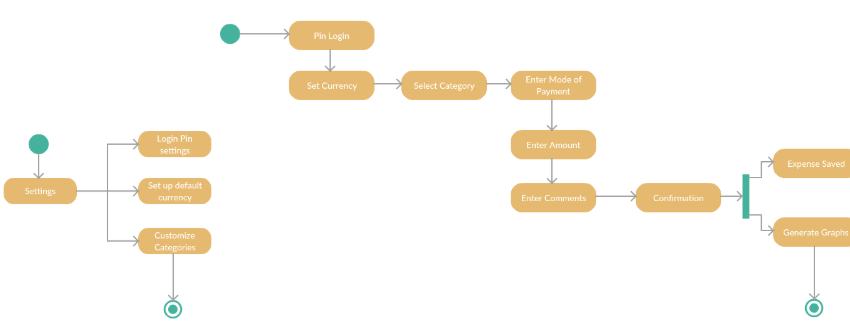 Pin Login
Set Currency
Select Category
Enter Mode of
Payment
Enter Amount
Enter Comments
Confirmation
Expense Saved
Generate Graphs
Settings
Login Pin
settings
Set up default
currency
Customize
Categories